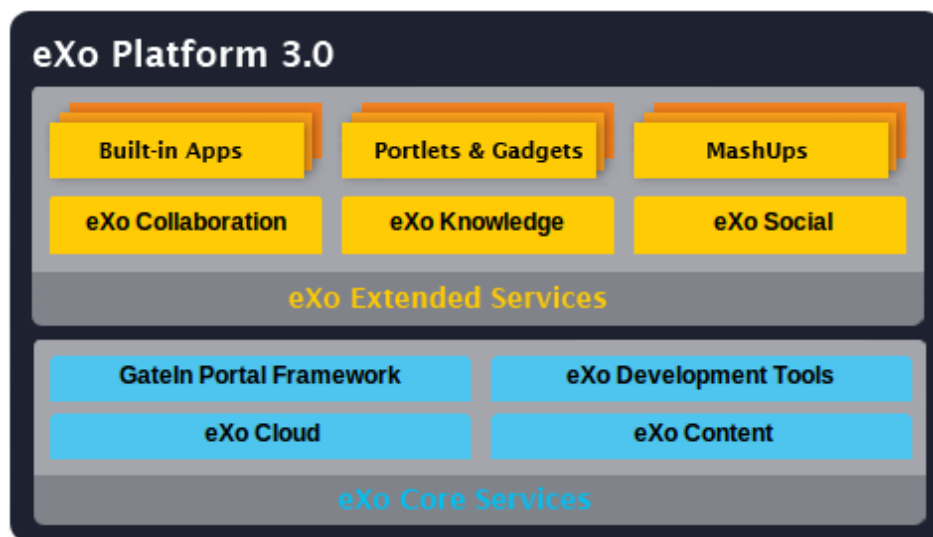 eXo Platform 3.0
Built-in Apps
Portlets & Gadgets
MashUps
eXo Collaboration
eXo Knowledge
eXo Social
eXo Extended Services
GateIn Portal Framework
eXo Development Tools
eXo Cloud
eXo Content
eXo Core Services